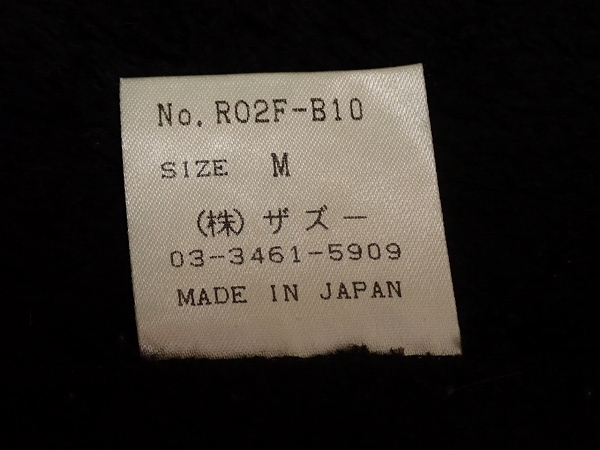 No. R02F-B10
SIZE M
(株) ザズー
03-3461-5909
MADE IN JAPAN